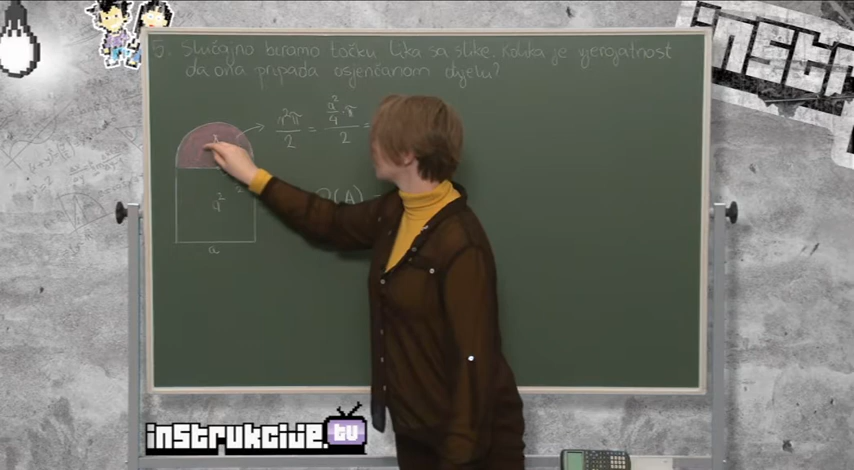 5. Slučajno biramo točku lika sa slike. Kolika je vjerojatnost
da ona pripada osjenčanom dijelu?
r²π/2 = a²/4·π/2 =
P(A)
a²
a
instrukcije.tv